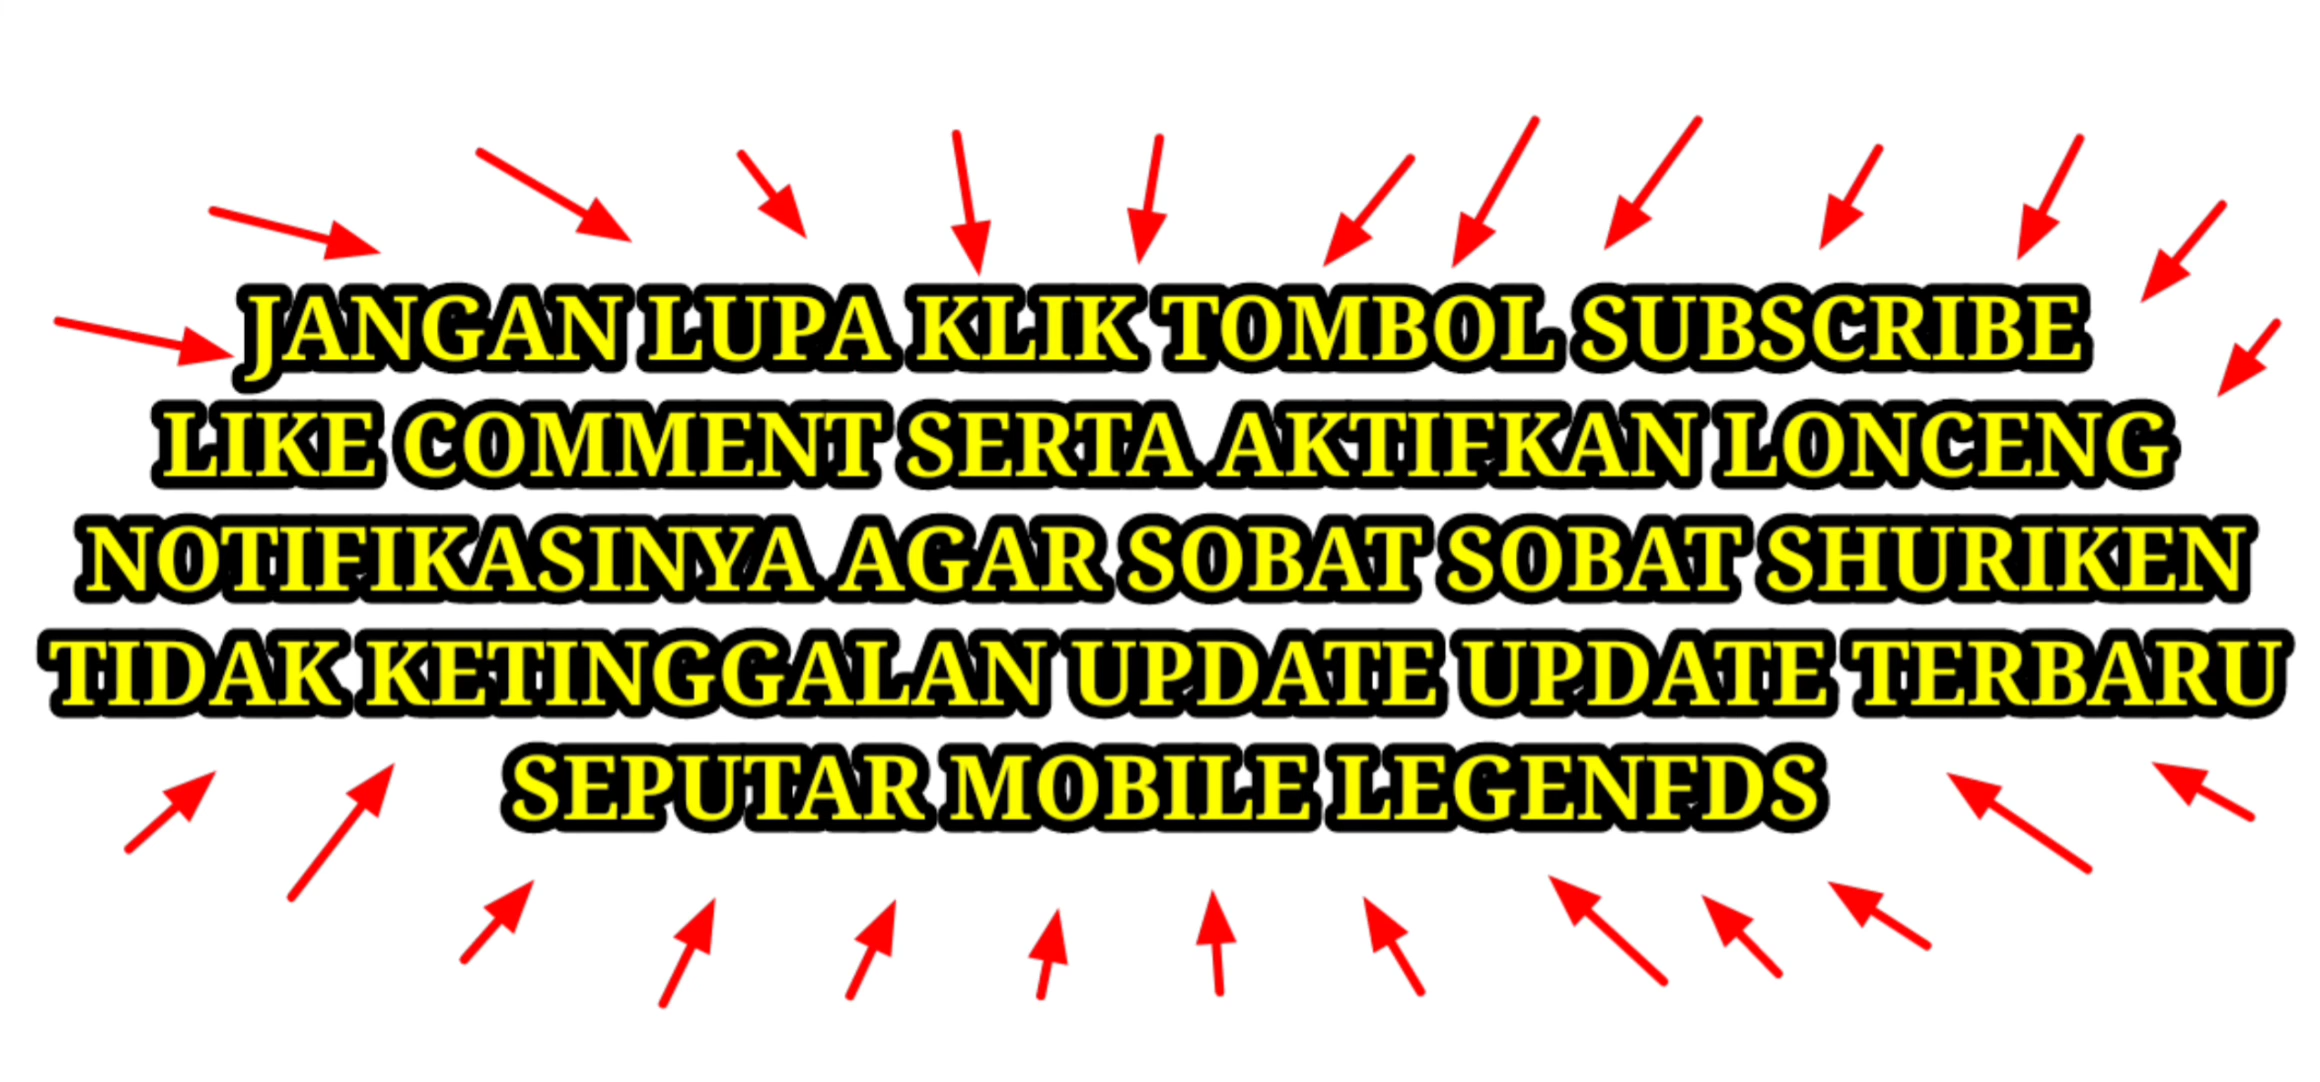 JANGAN LUPA KLIK TOMBOL SUBSCRIBE
LIKE COMMENT SERTA AKTIFKAN LONCENG
NOTIFIKASINYA AGAR SOBAT SOBAT SHURIKEN
TIDAK KETINGGALAN UPDATE UPDATE TERBARU
SEPUTAR MOBILE LEGENFDS